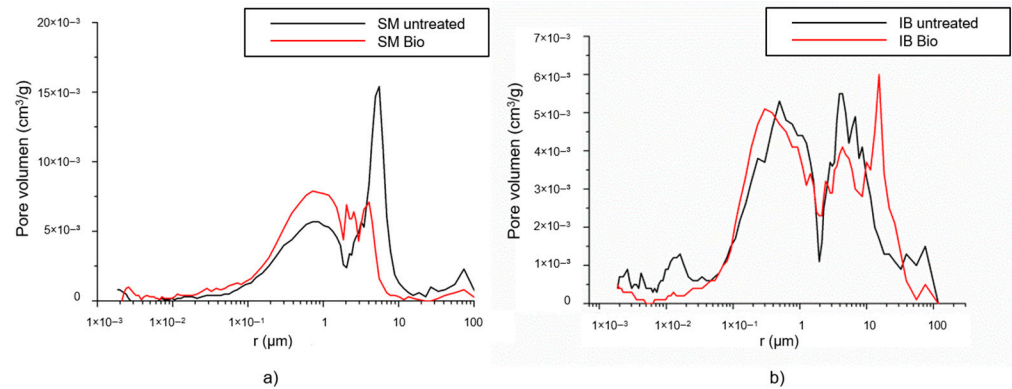 SM untreated
SM Bio
20×10⁻³
15×10⁻³
10×10⁻³
5×10⁻³
0
Pore volumen (cm³/g)
1×10⁻³ 1×10⁻² 1×10⁻¹ 1 10 100
r (µm)
a)
IB untreated
IB Bio
7×10⁻³
6×10⁻³
5×10⁻³
4×10⁻³
3×10⁻³
2×10⁻³
1×10⁻³
0
Pore volumen (cm³/g)
1×10⁻³ 1×10⁻² 1×10⁻¹ 1 10 100
r (µm)
b)